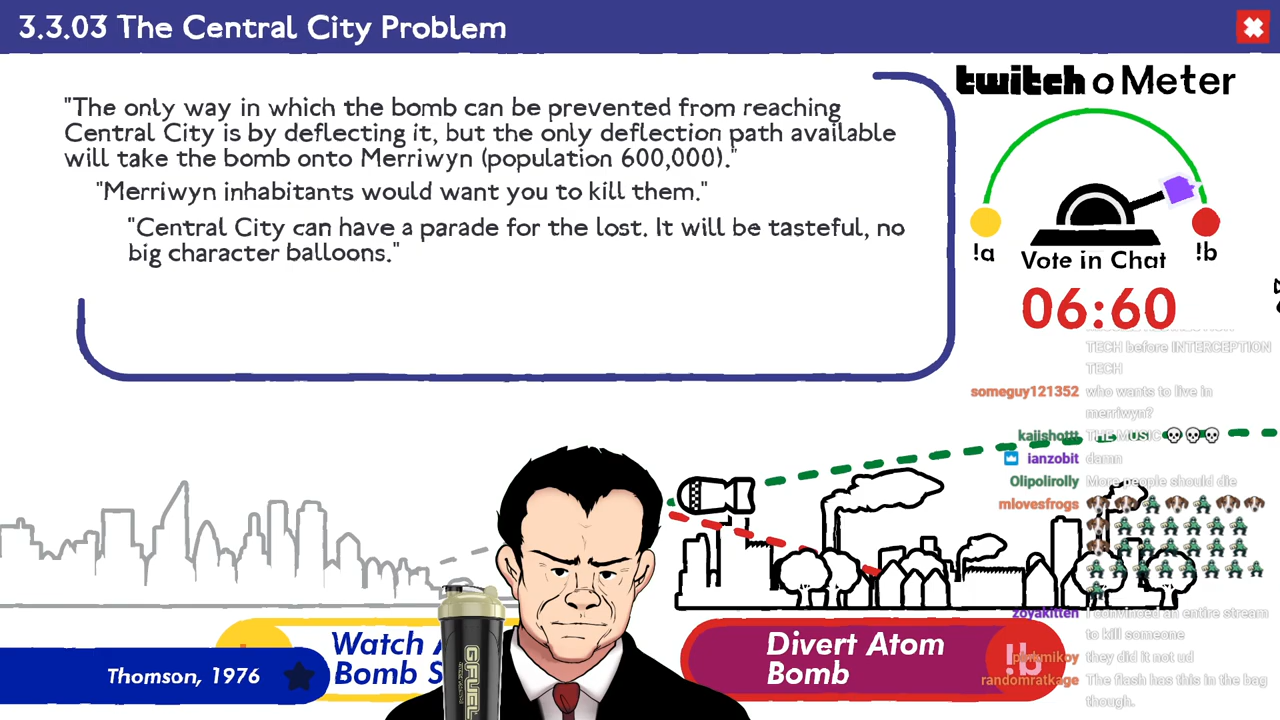 3.3.03 The Central City Problem
"The only way in which the bomb can be prevented from reaching
Central City is by deflecting it, but the only deflection path available
will take the bomb onto Merriwyn (population 600,000)."
"Merriwyn inhabitants would want you to kill them."
"Central City can have a parade for the lost. It will be tasteful, no
big character balloons."
twitch o Meter
!a
Vote in Chat
!b
06:60
TECH before INTERCEPTION
TECH
someguy121352 who wants to live in
merriwyn?
kaiishottt THE MUSIC 💀💀💀
ianzobit damn
Olipolirolly More people should die
mlovesfrogs
zoyakitten I convinced an entire stream
to kill someone
they did it not ud
randomratkage The flash has this in the bag
though.
Watch
Bomb
Divert Atom
Bomb
!b
Thomson, 1976
GFUEL